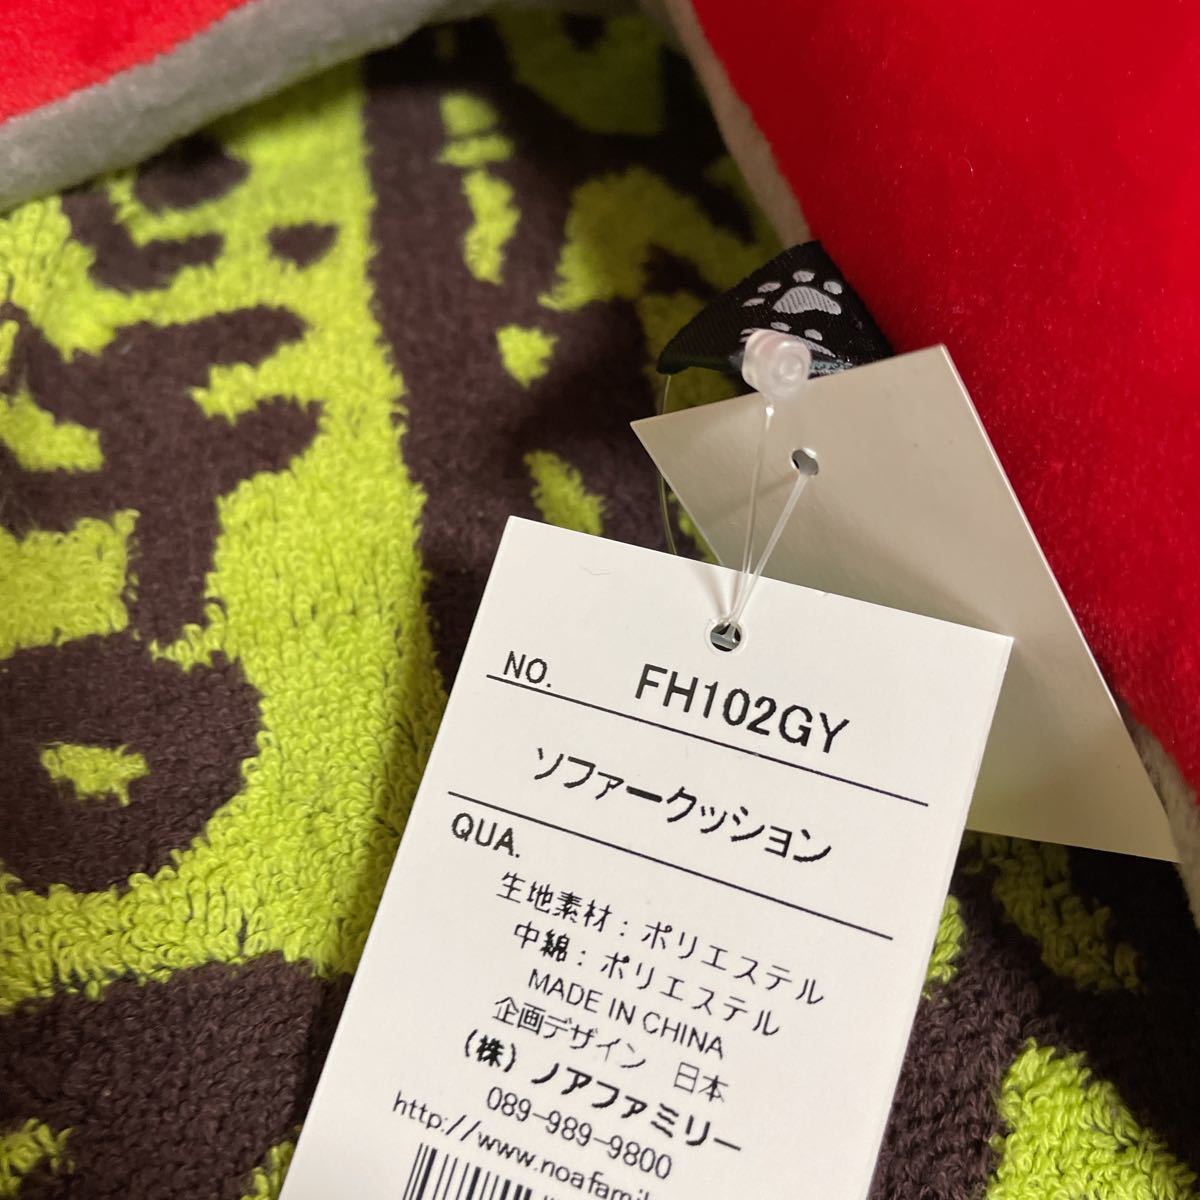 NO. FH102GY
ソファークッション
QUA.
生地素材：ポリエステル
中綿：ポリエステル
MADE IN CHINA
企画デザイン 日本
(株)ノアファミリー
089-989-9800
http://www.noafamil